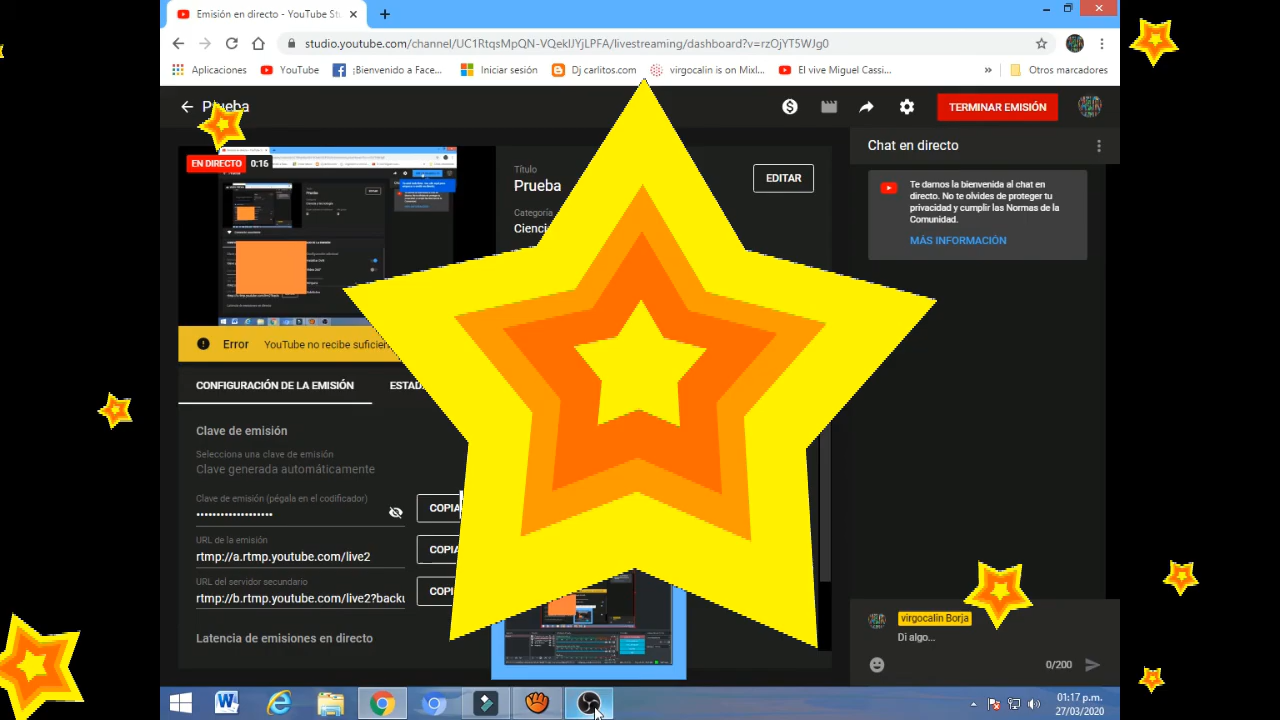 Emisión en directo - YouTube St
studio.youtube.com/channel/UC1RtqsMpQN-VQekIJYjLPFA/livestreaming/dashboard?v=rzOjYT5WJg0
Aplicaciones
YouTube
¡Bienvenido a Face...
Iniciar sesión
Dj carlitos.com
virgocalin is on Mixl...
El vive Miguel Cassi...
»
Otros marcadores
Prueba
TERMINAR EMISIÓN
EN DIRECTO 0:16
Título
Prueba
EDITAR
Categoría
Ciencia
Error YouTube no recibe suficien
CONFIGURACIÓN DE LA EMISIÓN
ESTAD
Clave de emisión
Selecciona una clave de emisión
Clave generada automáticamente
Clave de emisión (pégala en el codificador)
••••••••••••••••••• COPIA
URL de la emisión
rtmp://a.rtmp.youtube.com/live2 COPIA
URL del servidor secundario
rtmp://b.rtmp.youtube.com/live2?backu COPI
Latencia de emisiones en directo
Chat en directo
Te damos la bienvenida al chat en
directo. No te olvides de proteger tu
privacidad y cumplir las Normas de la
Comunidad.
MÁS INFORMACIÓN
virgocalin Borja
Di algo...
0/200
01:17 p.m.
27/03/2020